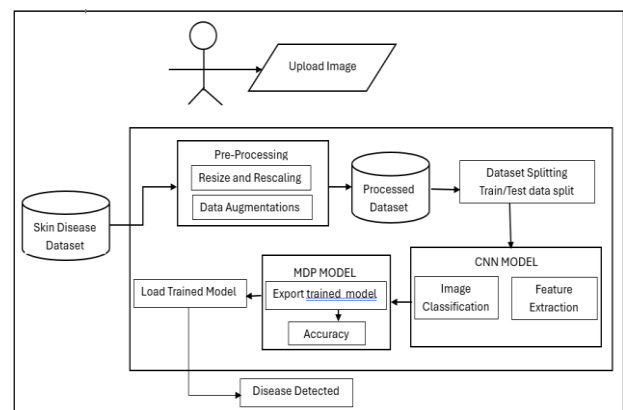 Upload Image
Pre-Processing
Resize and Rescaling
Data Augmentations
Processed
Dataset
Dataset Splitting
Train/Test data split
Skin Disease
Dataset
CNN MODEL
Image
Classification
Feature
Extraction
MDP MODEL
Export trained model
Accuracy
Load Trained Model
Disease Detected